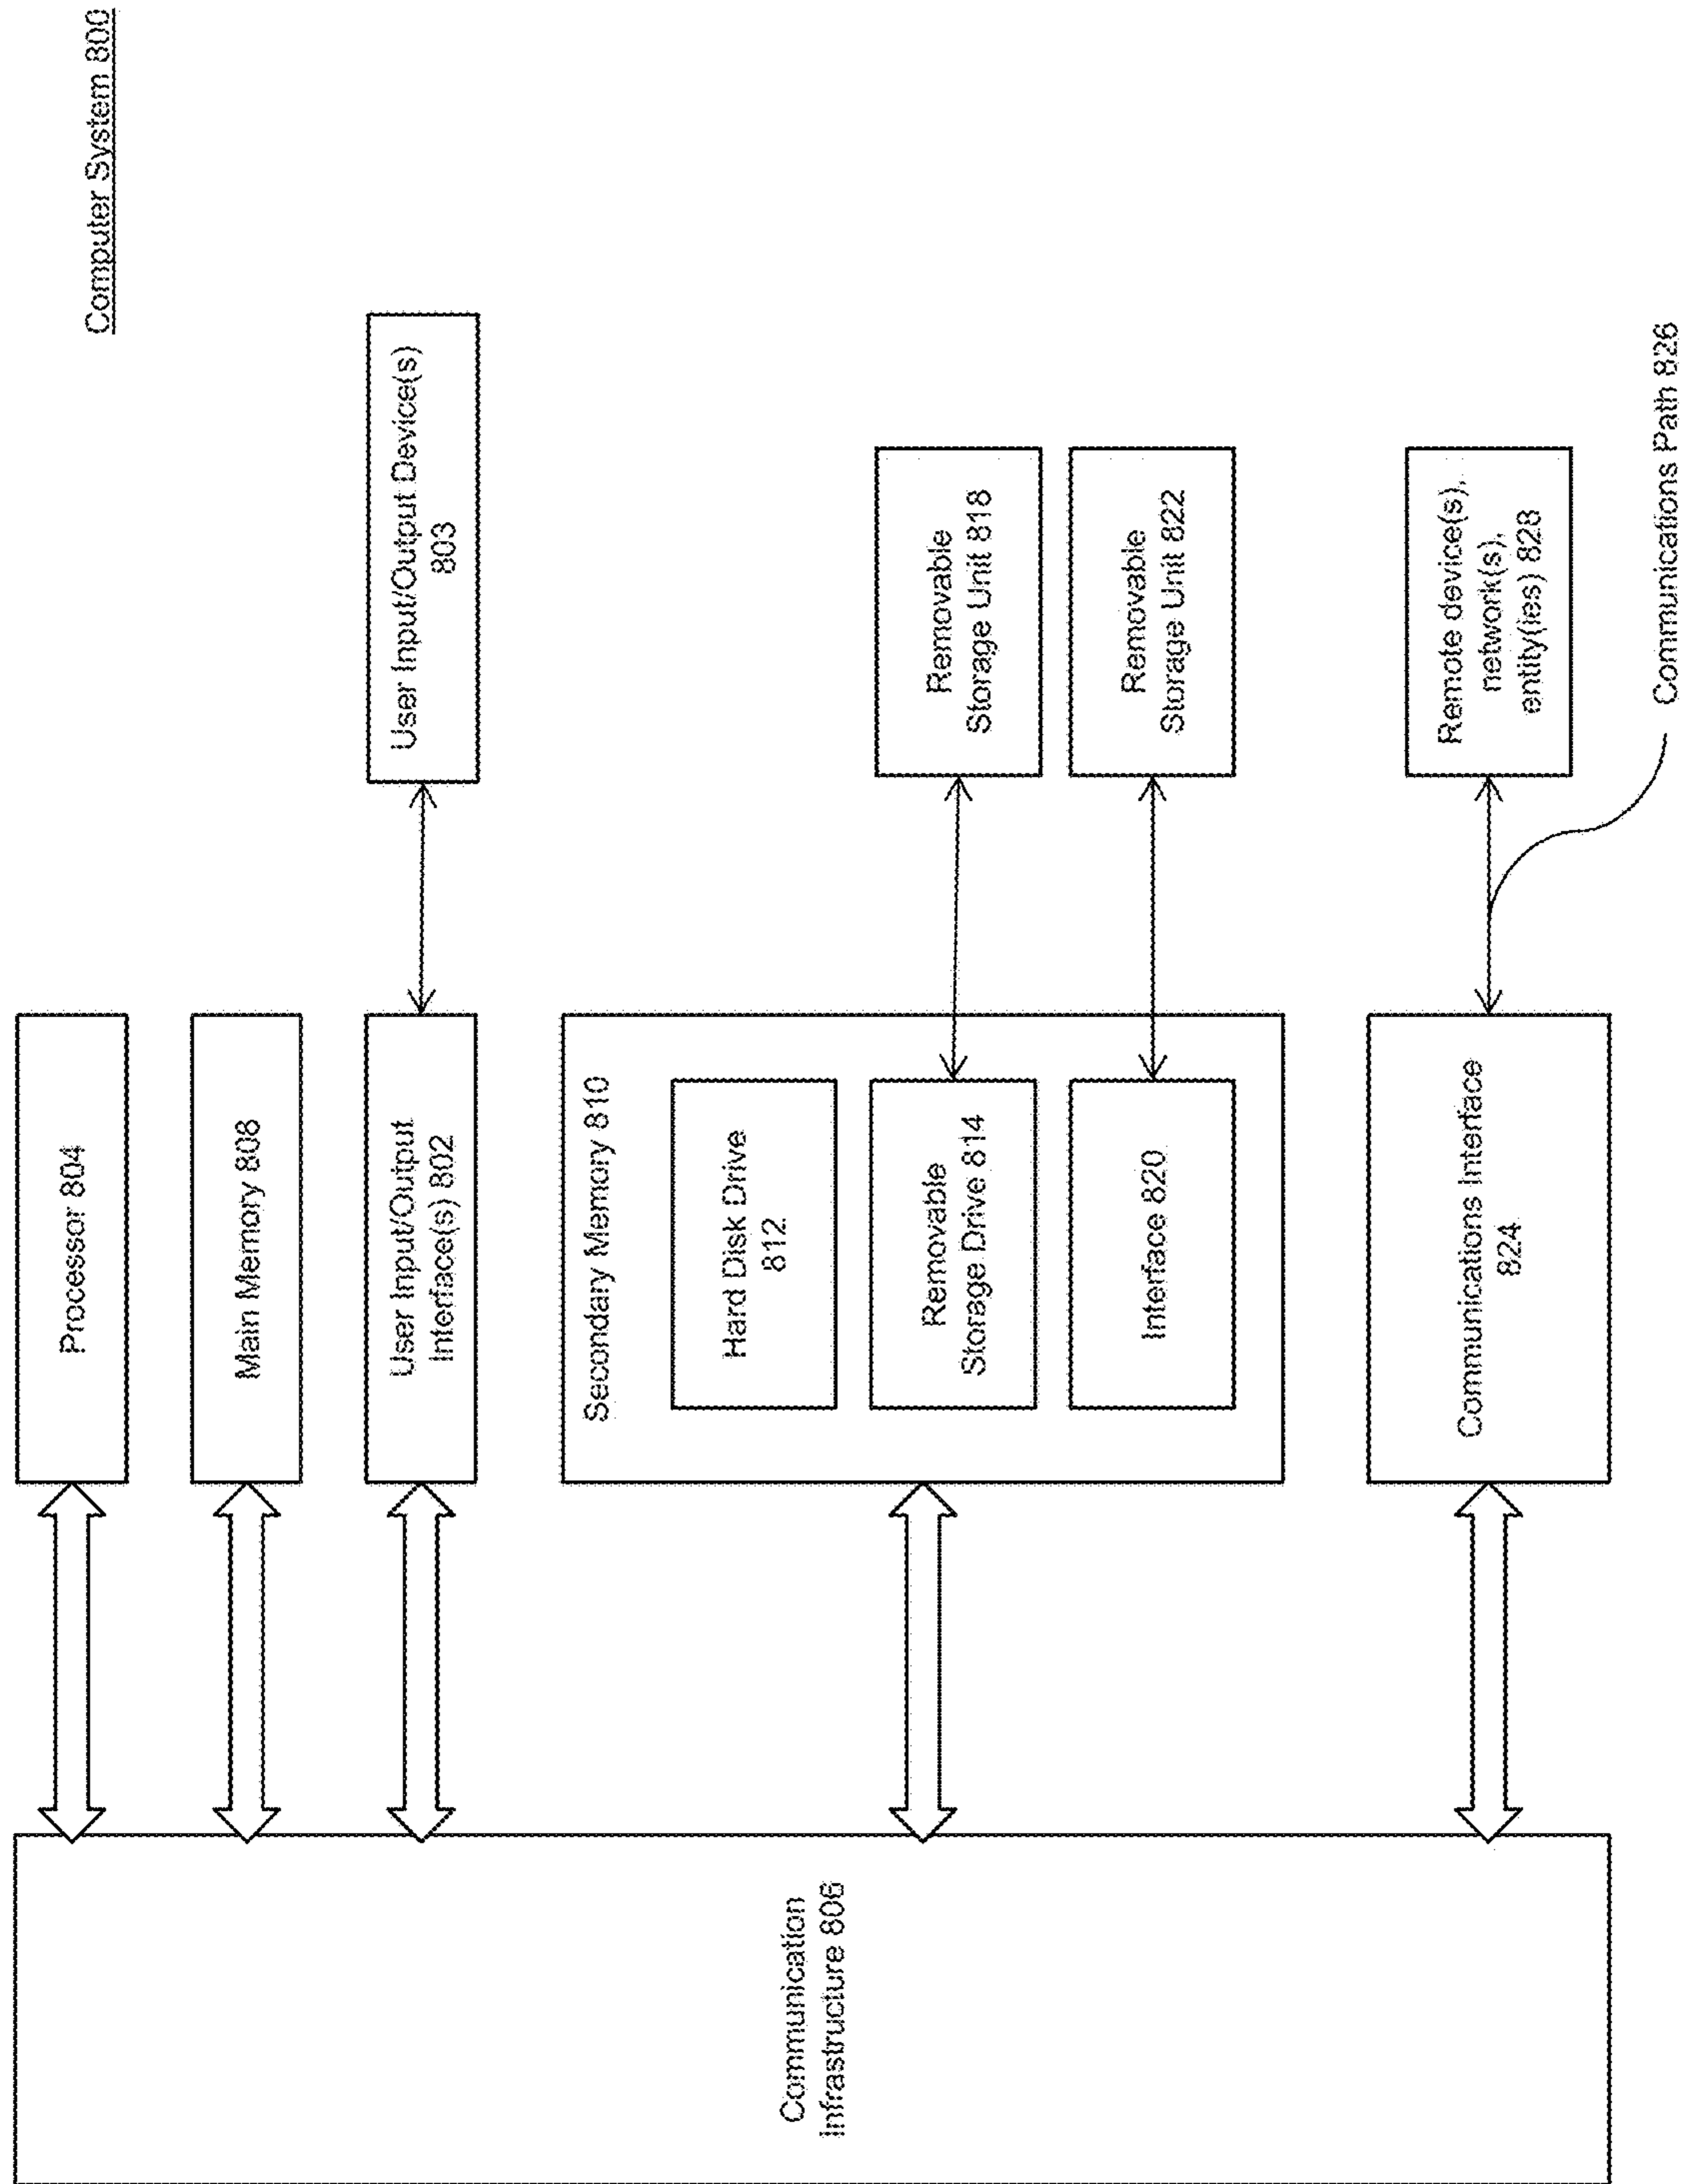 Computer System 800
Processor 804
Main Memory 808
User Input/Output
Interface(s) 802
User Input/Output Device(s)
803
Secondary Memory 810
Hard Disk Drive
812
Removable
Storage Drive 814
Removable
Storage Unit 818
Interface 820
Removable
Storage Unit 822
Communication
Infrastructure 806
Communications Interface
824
Remote device(s),
network(s),
entity(ies) 828
Communications Path 826